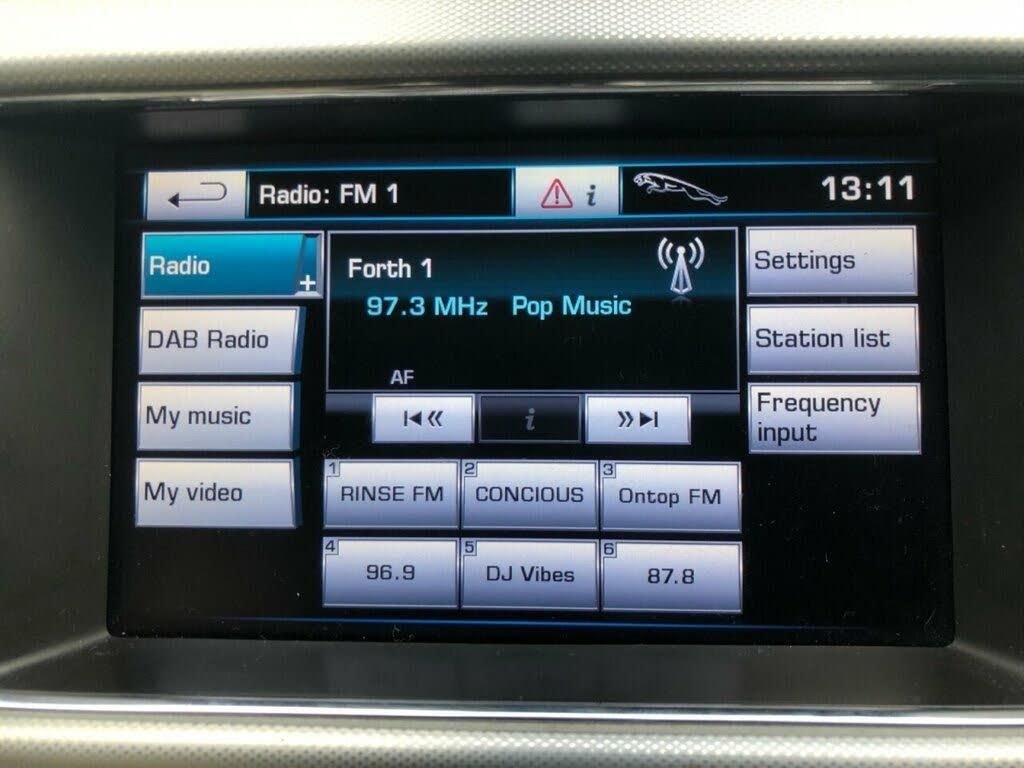 Radio: FM 1
i
13:11
Radio
+
DAB Radio
My music
My video
Forth 1
97.3 MHz Pop Music
AF
i
Settings
Station list
Frequency
input
1
RINSE FM
2
CONCIOUS
3
Ontop FM
4
96.9
5
DJ Vibes
6
87.8